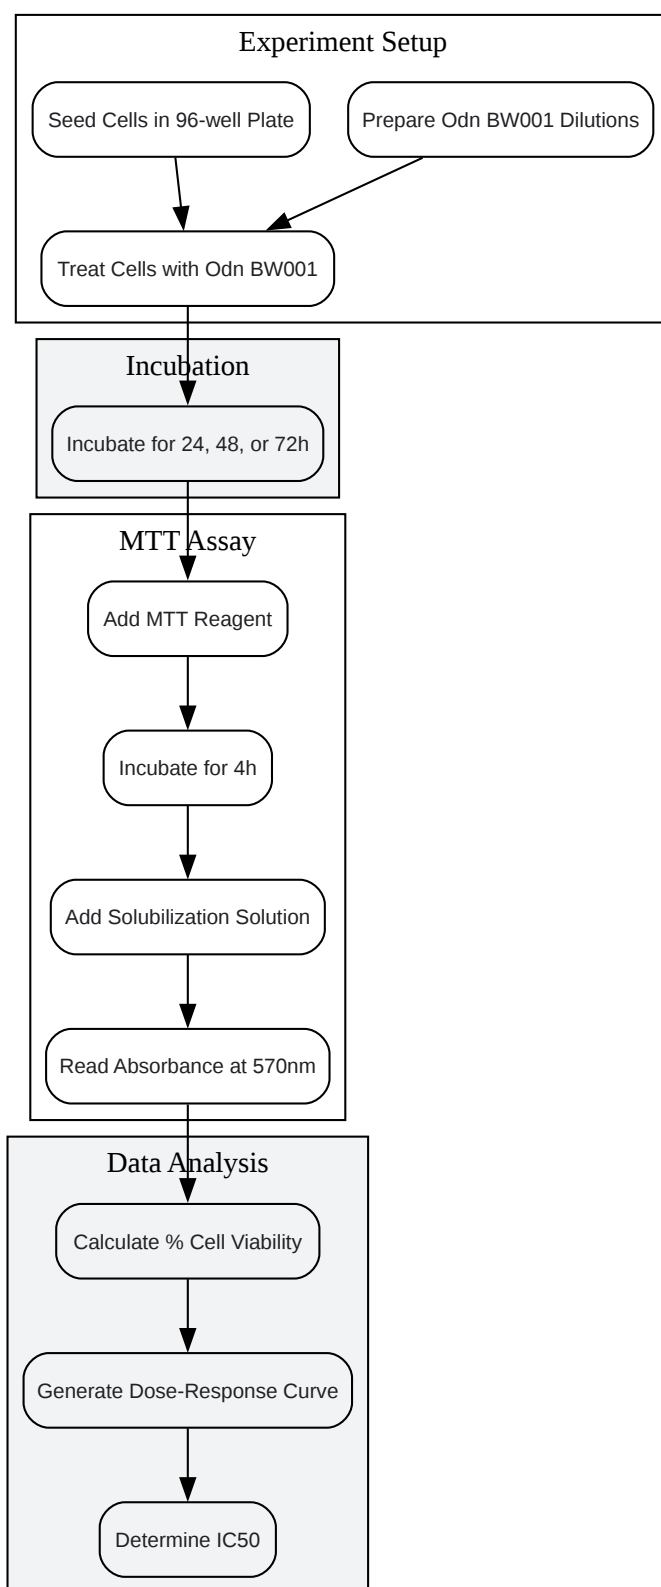 Experiment Setup
Seed Cells in 96-well Plate
Prepare Odn BW001 Dilutions
Treat Cells with Odn BW001
Incubation
Incubate for 24, 48, or 72h
MTT Assay
Add MTT Reagent
Incubate for 4h
Add Solubilization Solution
Read Absorbance at 570nm
Data Analysis
Calculate % Cell Viability
Generate Dose-Response Curve
Determine IC50